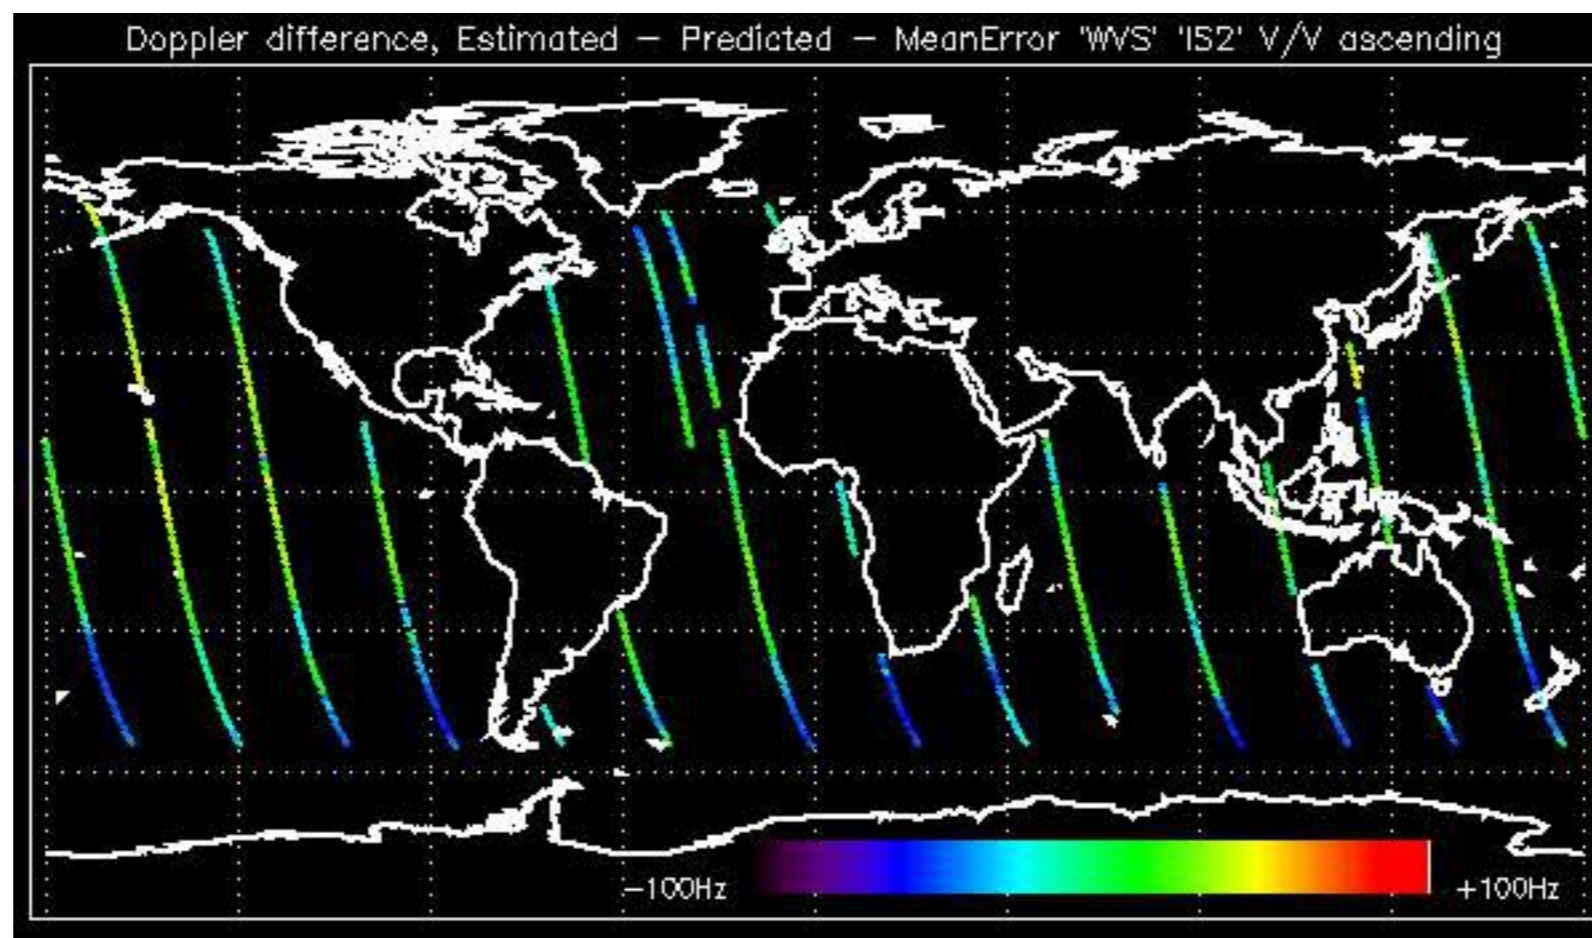 Doppler difference, Estimated – Predicted – MeanError 'WVS' 'IS2' V/V ascending
–100Hz +100Hz